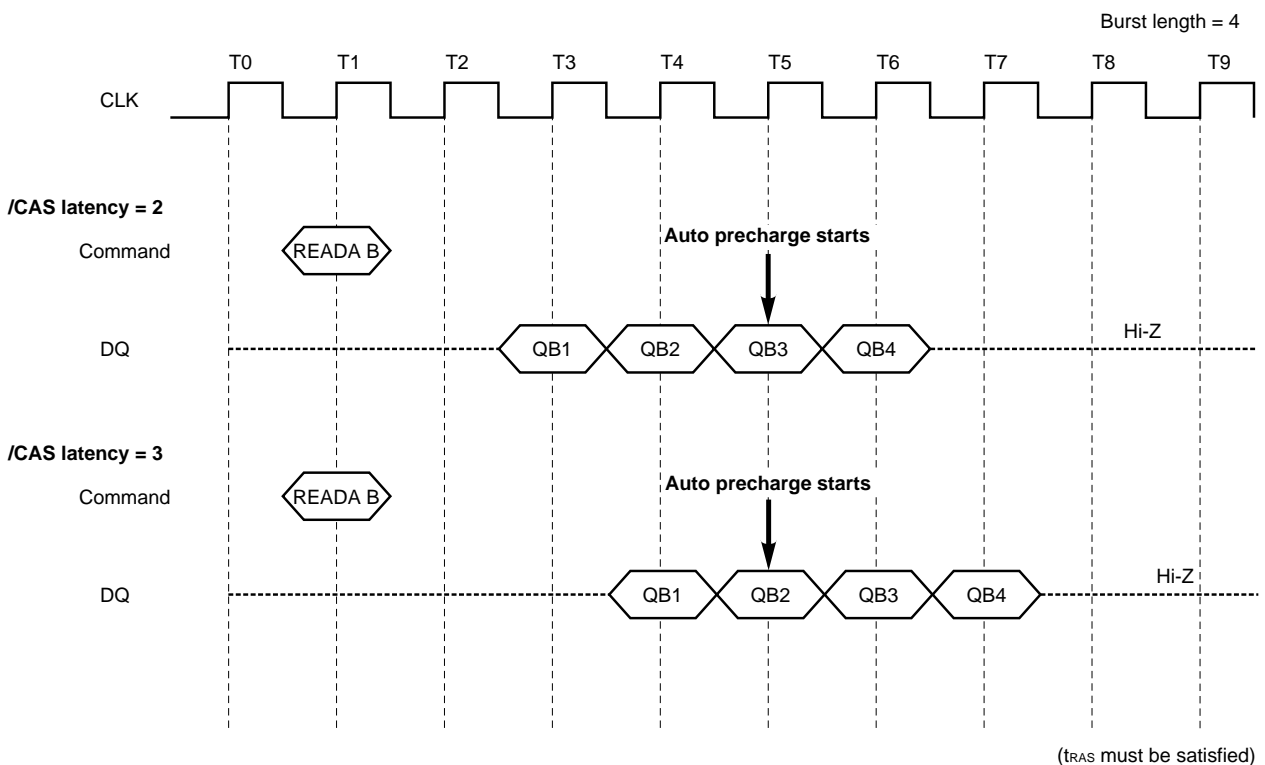 Burst length = 4
T0 T1 T2 T3 T4 T5 T6 T7 T8 T9
CLK
/CAS latency = 2
Command READA B Auto precharge starts
DQ QB1 QB2 QB3 QB4 Hi-Z
/CAS latency = 3
Command READA B Auto precharge starts
DQ QB1 QB2 QB3 QB4 Hi-Z
(tRAS must be satisfied)